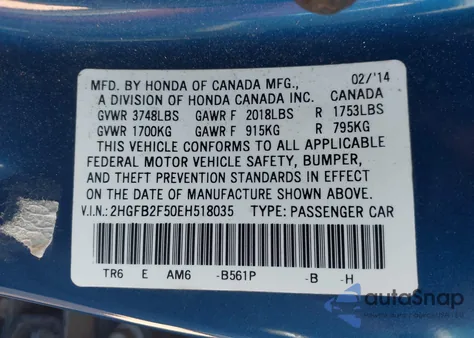 MFD. BY HONDA OF CANADA MFG., 02/'14
A DIVISION OF HONDA CANADA INC. CANADA
GVWR 3748LBS GAWR F 2018LBS R 1753LBS
GVWR 1700KG GAWR F 915KG R 795KG
THIS VEHICLE CONFORMS TO ALL APPLICABLE
FEDERAL MOTOR VEHICLE SAFETY, BUMPER,
AND THEFT PREVENTION STANDARDS IN EFFECT
ON THE DATE OF MANUFACTURE SHOWN ABOVE.
V.I.N.: 2HGFB2F50EH518035 TYPE: PASSENGER CAR
TR6 E AM6 -B561P -B -H
autoSnap